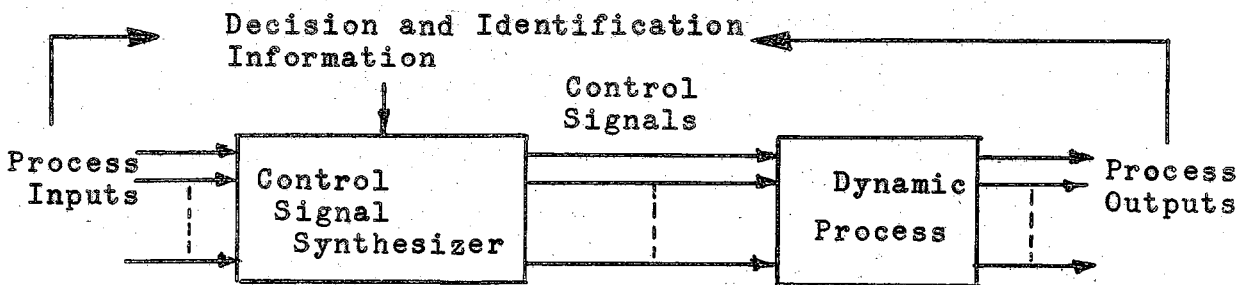 Decision and Identification
Information
Control
Signals
Process
Inputs
Control
Signal
Synthesizer
Dynamic
Process
Process
Outputs